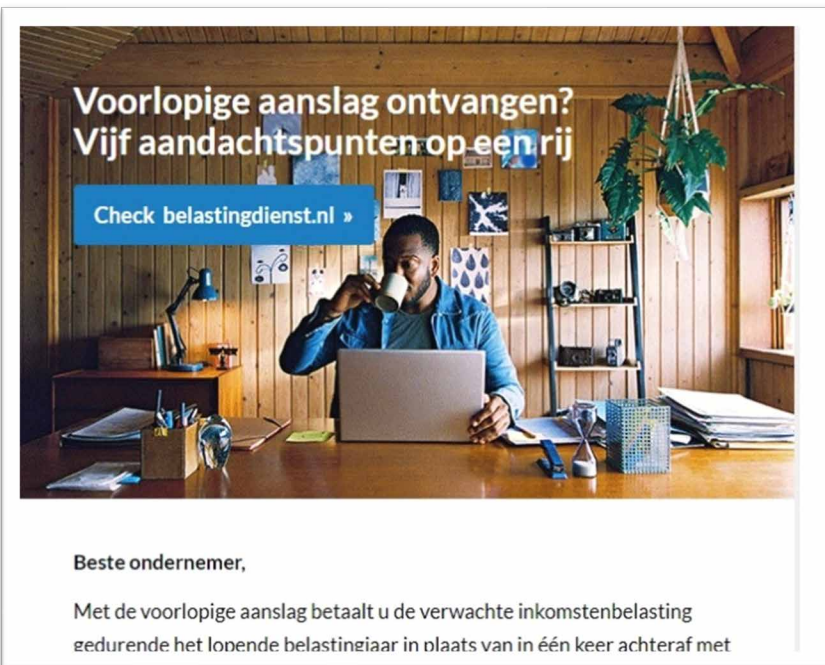 Voorlopige aanslag ontvangen?
Vijf aandachtspunten op een rij
Check belastingdienst.nl »
Beste ondernemer,
Met de voorlopige aanslag betaalt u de verwachte inkomstenbelasting
gedurende het lopende belastingjaar in plaats van in één keer achteraf met